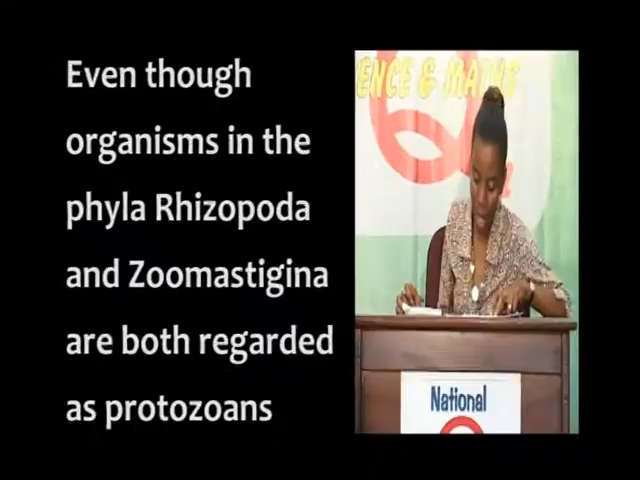 Even though
organisms in the
phyla Rhizopoda
and Zoomastigina
are both regarded
as protozoans
ENCE & MATHS
National